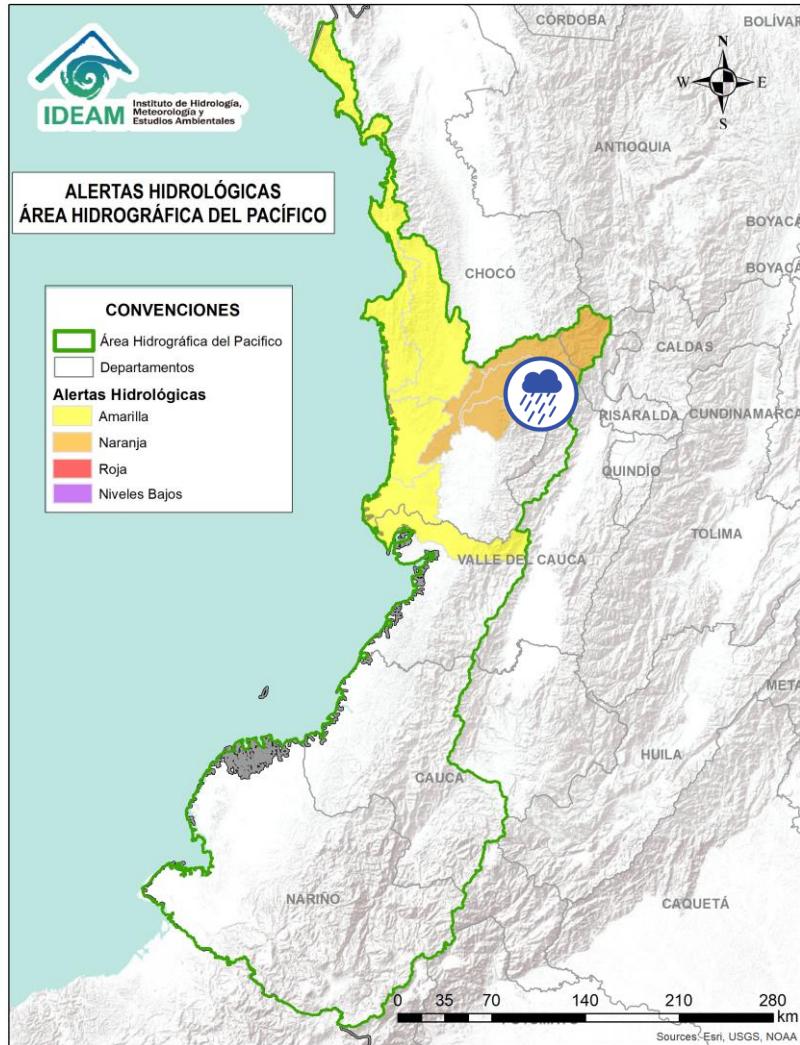 CÓRDOBA
BOLÍVAR
N
W
E
S
IDEAM
Instituto de Hidrología,
Meteorología y
Estudios Ambientales
ANTIOQUIA
ALERTAS HIDROLÓGICAS
ÁREA HIDROGRÁFICA DEL PACÍFICO
BOYACÁ
BOYACÁ
CHOCÓ
CONVENCIONES
Área Hidrográfica del Pacifico
Departamentos
Alertas Hidrológicas
Amarilla
Naranja
Roja
Niveles Bajos
CALDAS
RISARALDA
CUNDINAMARCA
QUINDÍO
TOLIMA
VALLE DEL CAUCA
META
HUILA
CAUCA
NARIÑO
CAQUETÁ
0 35 70 140 210 280
km
Sources: Esri, USGS, NOAA